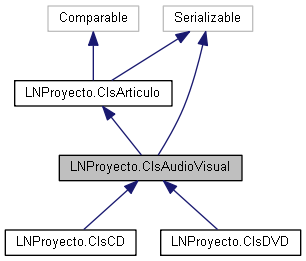 Comparable
Serializable
LNProyecto.ClsArticulo
LNProyecto.ClsAudioVisual
LNProyecto.ClsCD
LNProyecto.ClsDVD